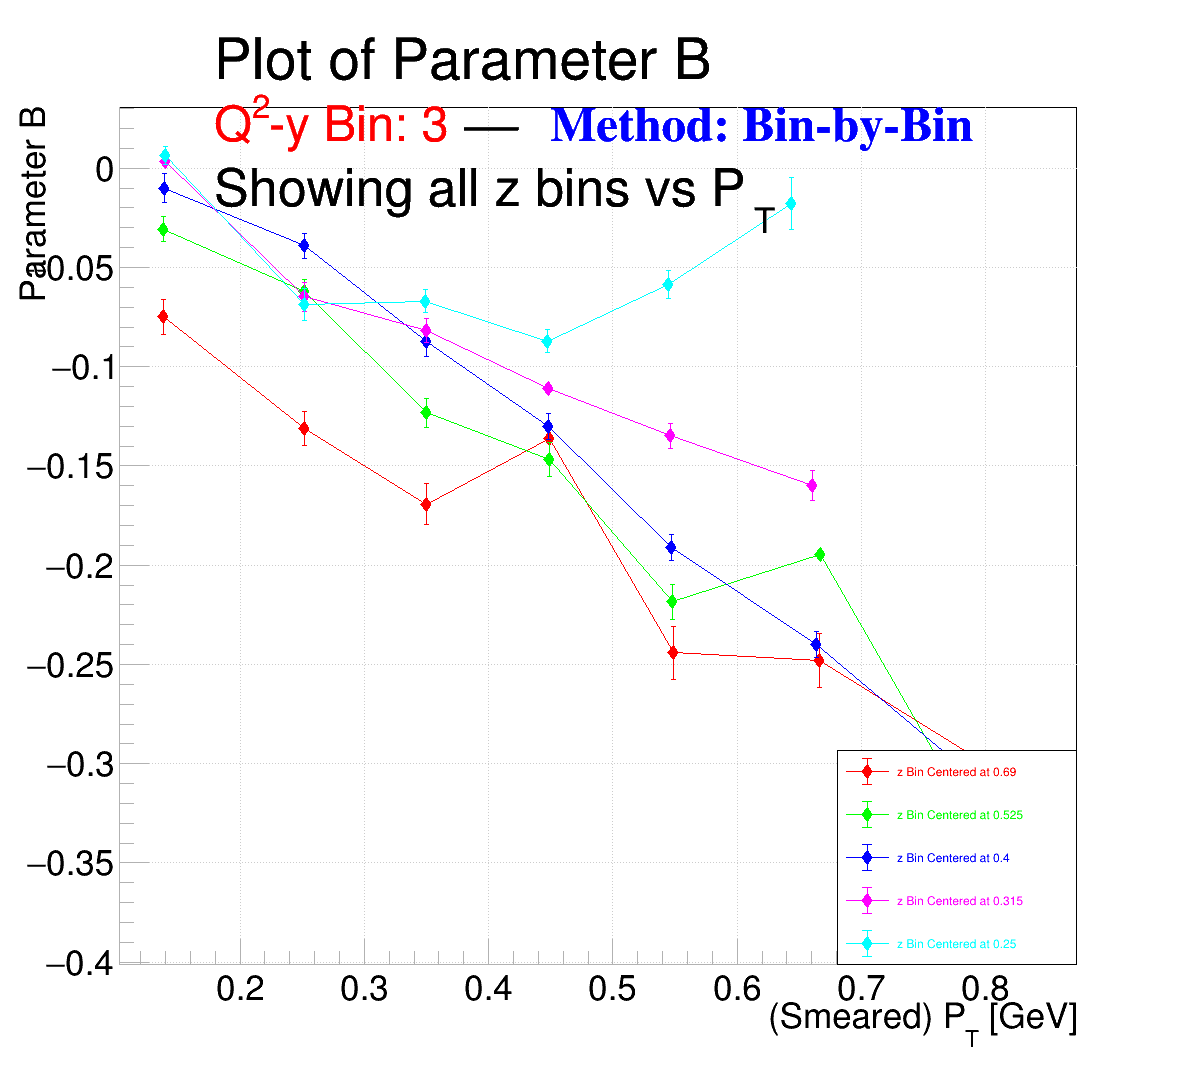 Plot of Parameter B
Q²-y Bin: 3 — Method: Bin-by-Bin
Showing all z bins vs P_T
Parameter B
0
−0.05
−0.1
−0.15
−0.2
−0.25
−0.3
−0.35
−0.4
z Bin Centered at 0.69
z Bin Centered at 0.525
z Bin Centered at 0.4
z Bin Centered at 0.315
z Bin Centered at 0.25
0.2 0.3 0.4 0.5 0.6 0.7 0.8
(Smeared) P_T [GeV]